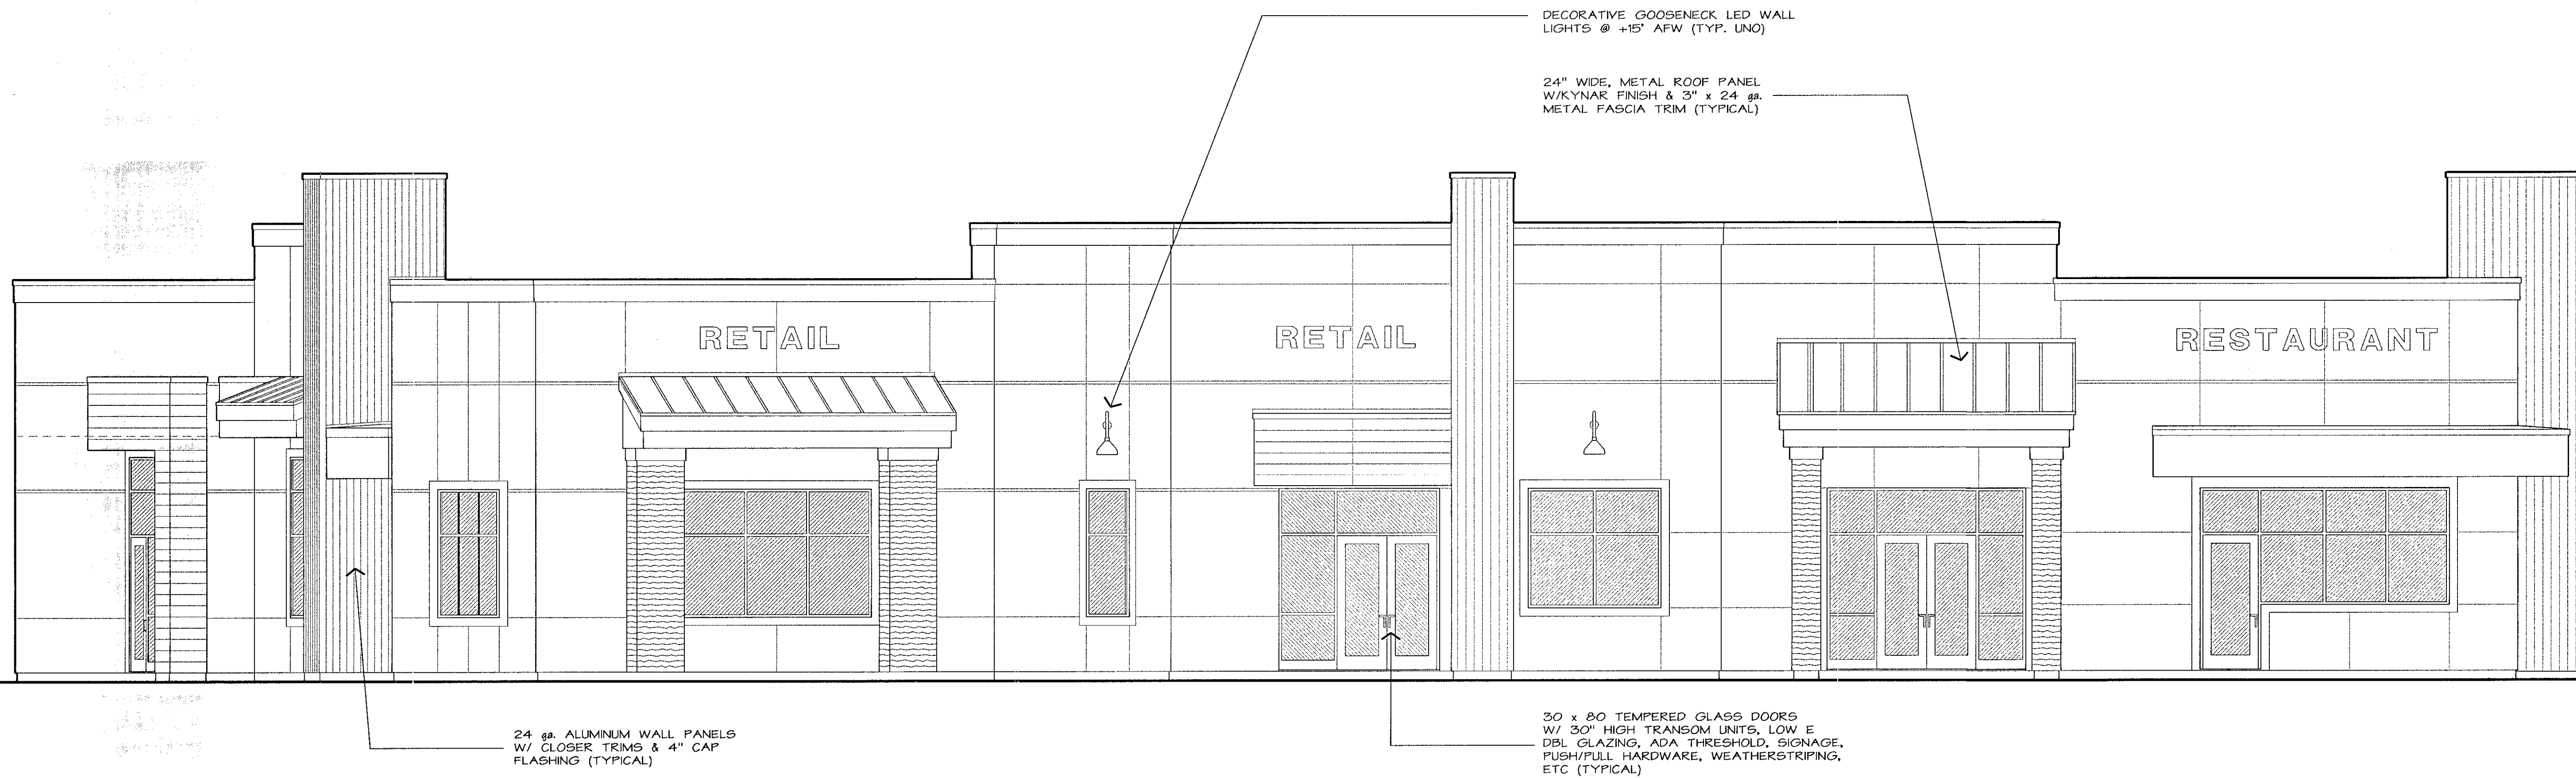 DECORATIVE GOOSENECK LED WALL
LIGHTS @ +15' AFW (TYP. UNO)
24" WIDE, METAL ROOF PANEL
W/KYNAR FINISH & 3" x 24 ga.
METAL FASCIA TRIM (TYPICAL)
RETAIL
RETAIL
RESTAURANT
24 ga. ALUMINUM WALL PANELS
W/ CLOSER TRIMS & 4" CAP
FLASHING (TYPICAL)
30 x 80 TEMPERED GLASS DOORS
W/ 30" HIGH TRANSOM UNITS, LOW E
DBL GLAZING, ADA THRESHOLD, SIGNAGE,
PUSH/PULL HARDWARE, WEATHERSTRIPING,
ETC (TYPICAL)